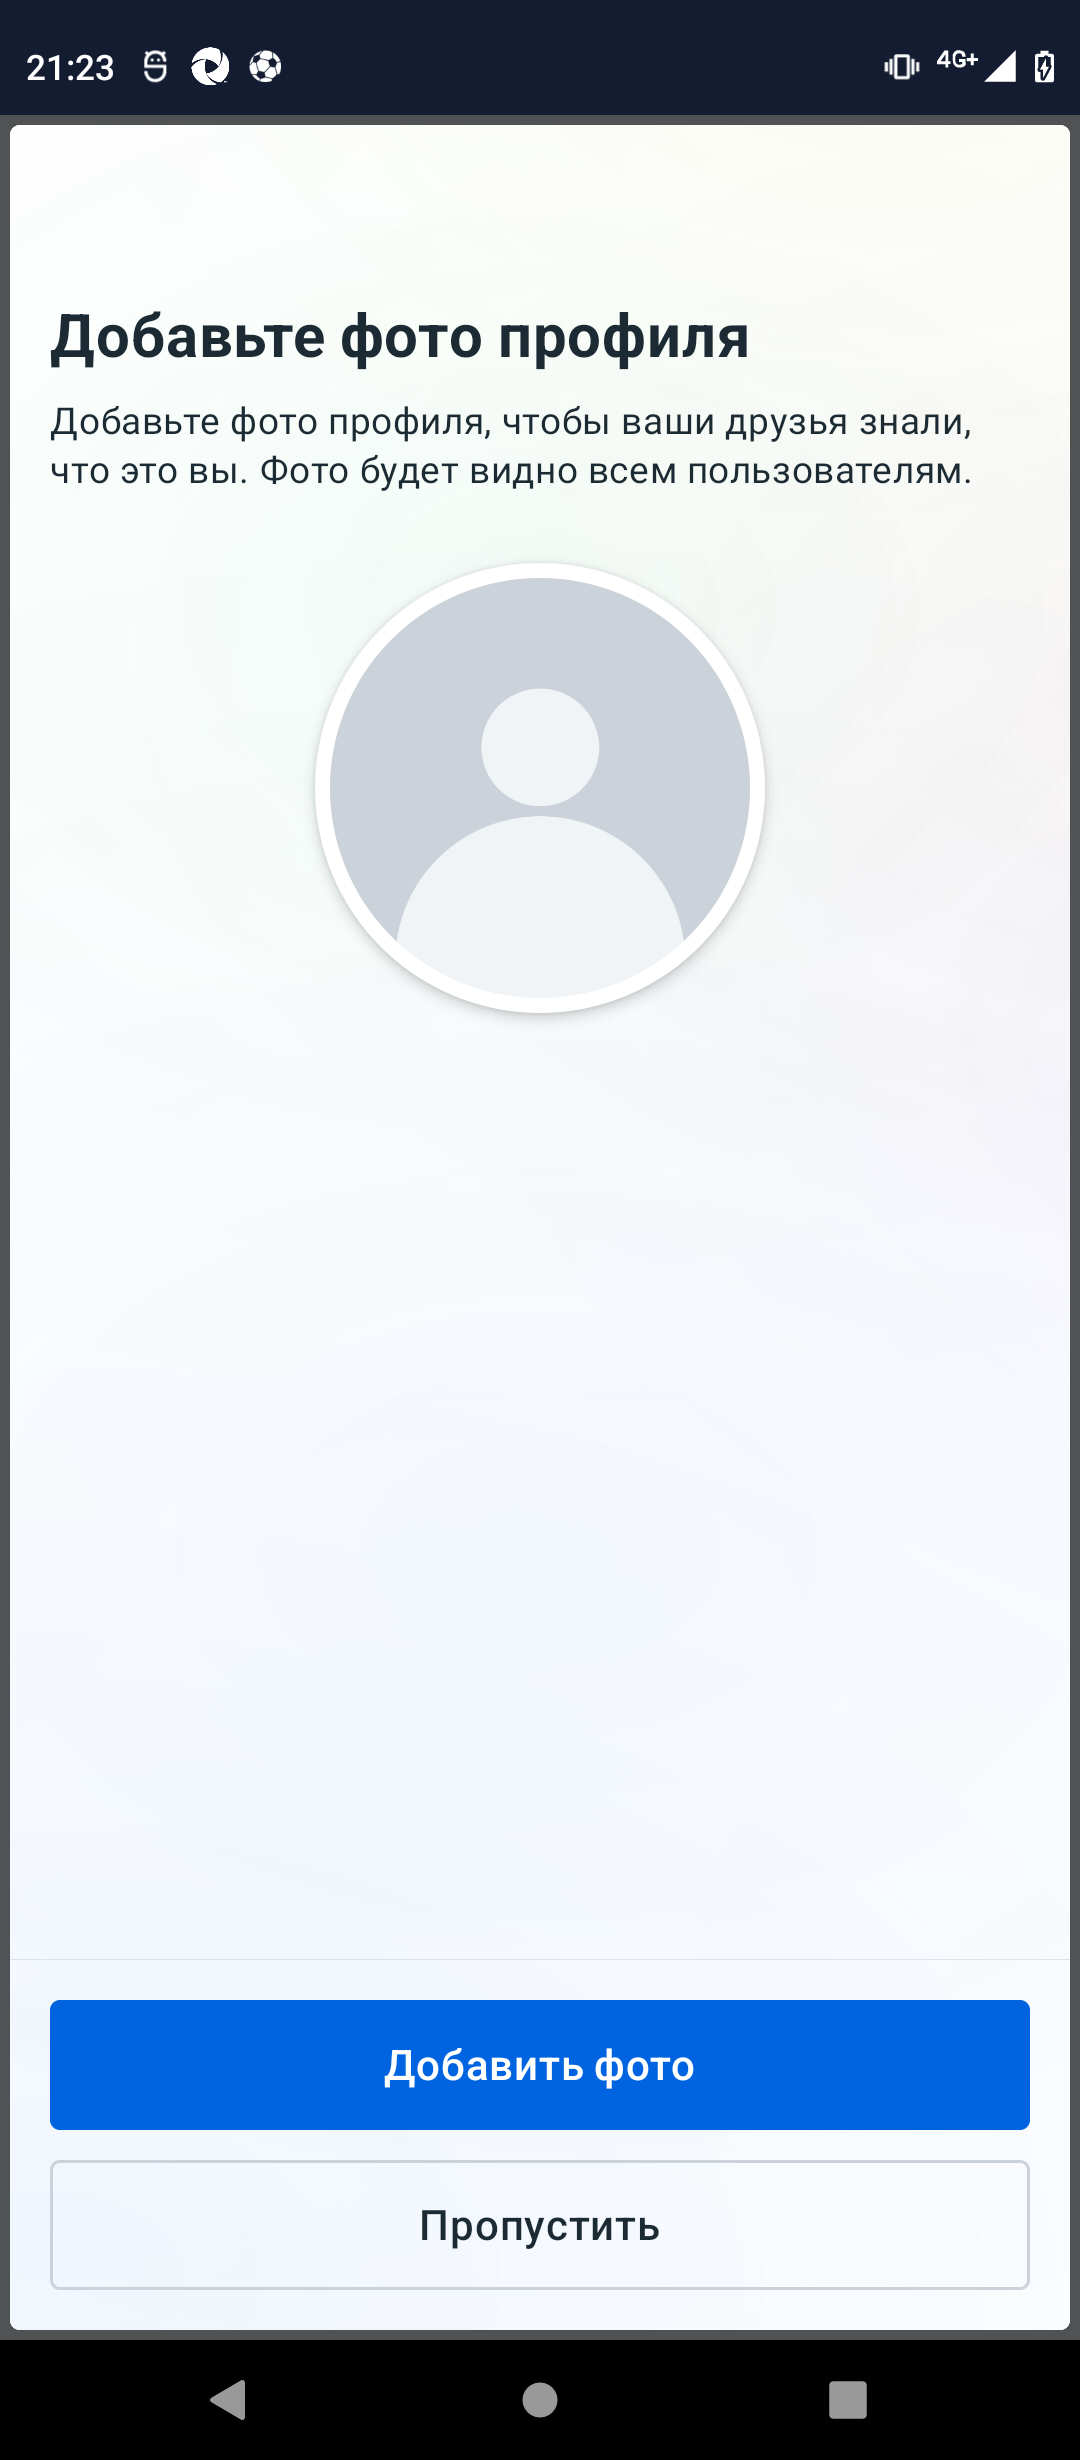 21:23
4G+
Добавьте фото профиля
Добавьте фото профиля, чтобы ваши друзья знали,
что это вы. Фото будет видно всем пользователям.
Добавить фото
Пропустить